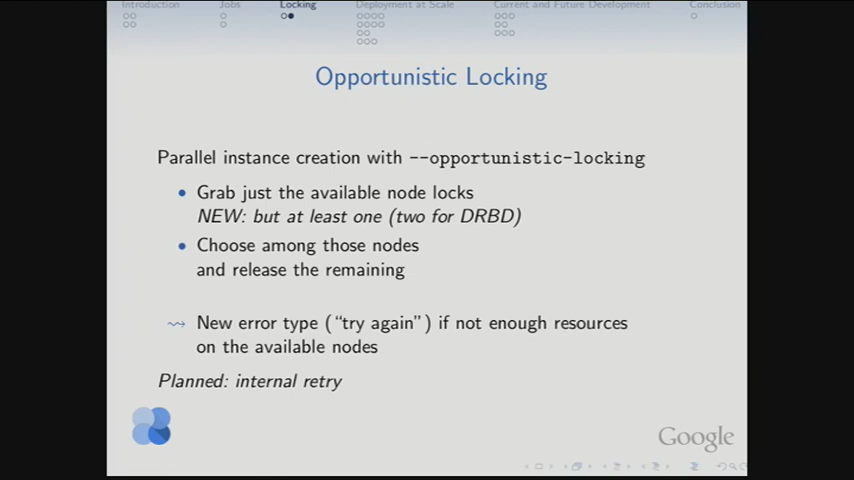 Introduction Jobs Locking Deployment at Scale Current and Future Development Conclusion
Opportunistic Locking
Parallel instance creation with --opportunistic-locking
Grab just the available node locks
NEW: but at least one (two for DRBD)
Choose among those nodes
and release the remaining
New error type (“try again”) if not enough resources
on the available nodes
Planned: internal retry
Google